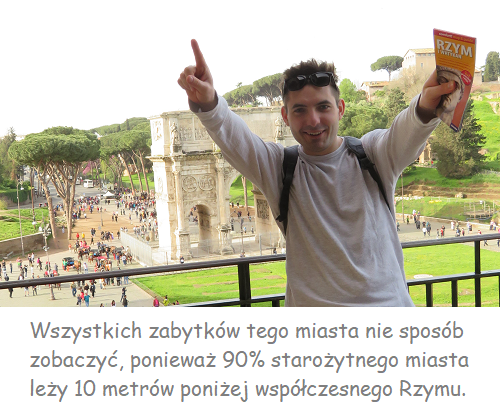 RZYM
Wszystkich zabytków tego miasta nie sposób
zobaczyć, ponieważ 90% starożytnego miasta
leży 10 metrów poniżej współczesnego Rzymu.